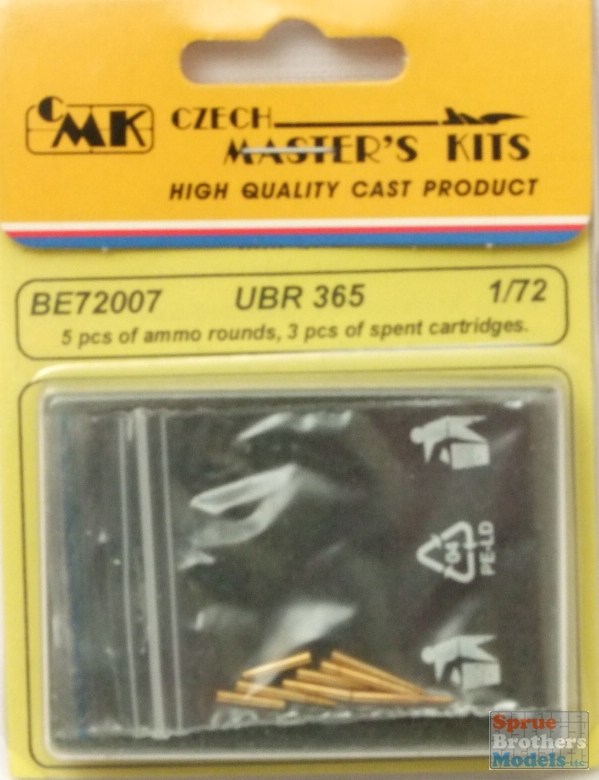 CMK
CZECH
MASTER'S KITS
HIGH QUALITY CAST PRODUCT
BE72007 UBR 365 1/72
5 pcs of ammo rounds, 3 pcs of spent cartridges.
04
PE-LD
Sprue
Brothers
Models LLC